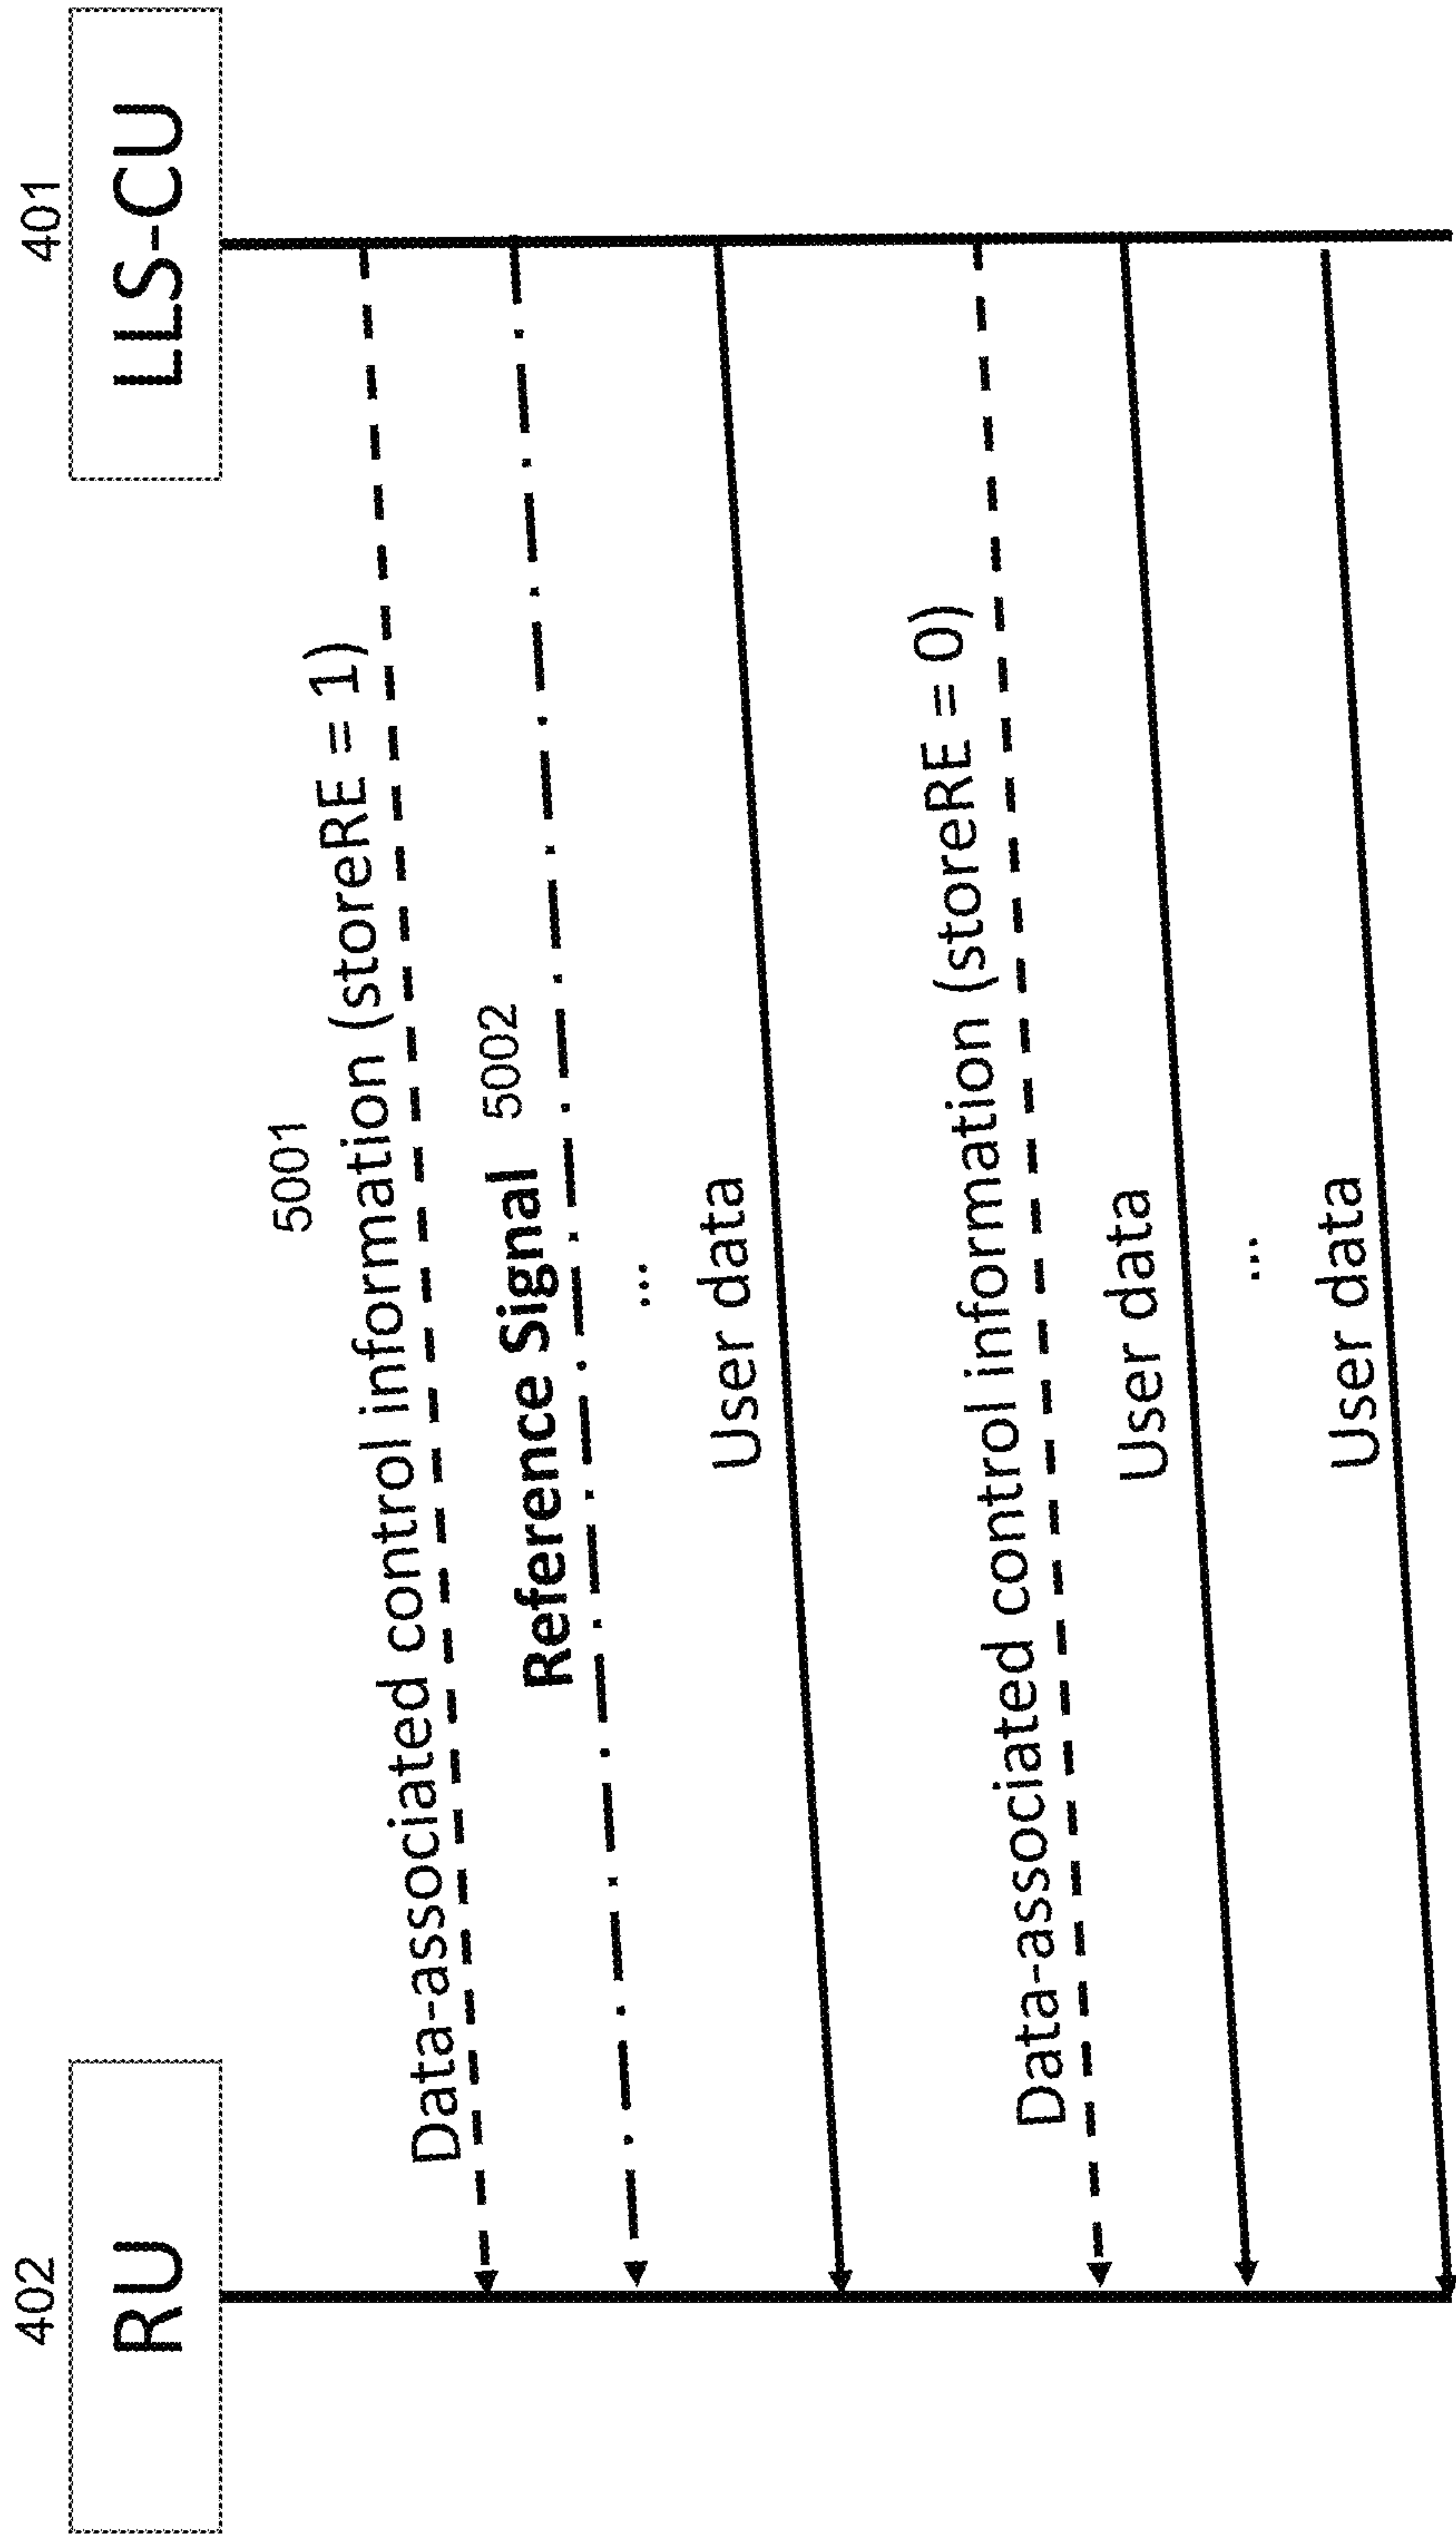 402
RU
401
LLS-CU
5001
Data-associated control information (storeRE = 1)
Reference Signal 5002
...
User data
Data-associated control information (storeRE = 0)
User data
...
User data